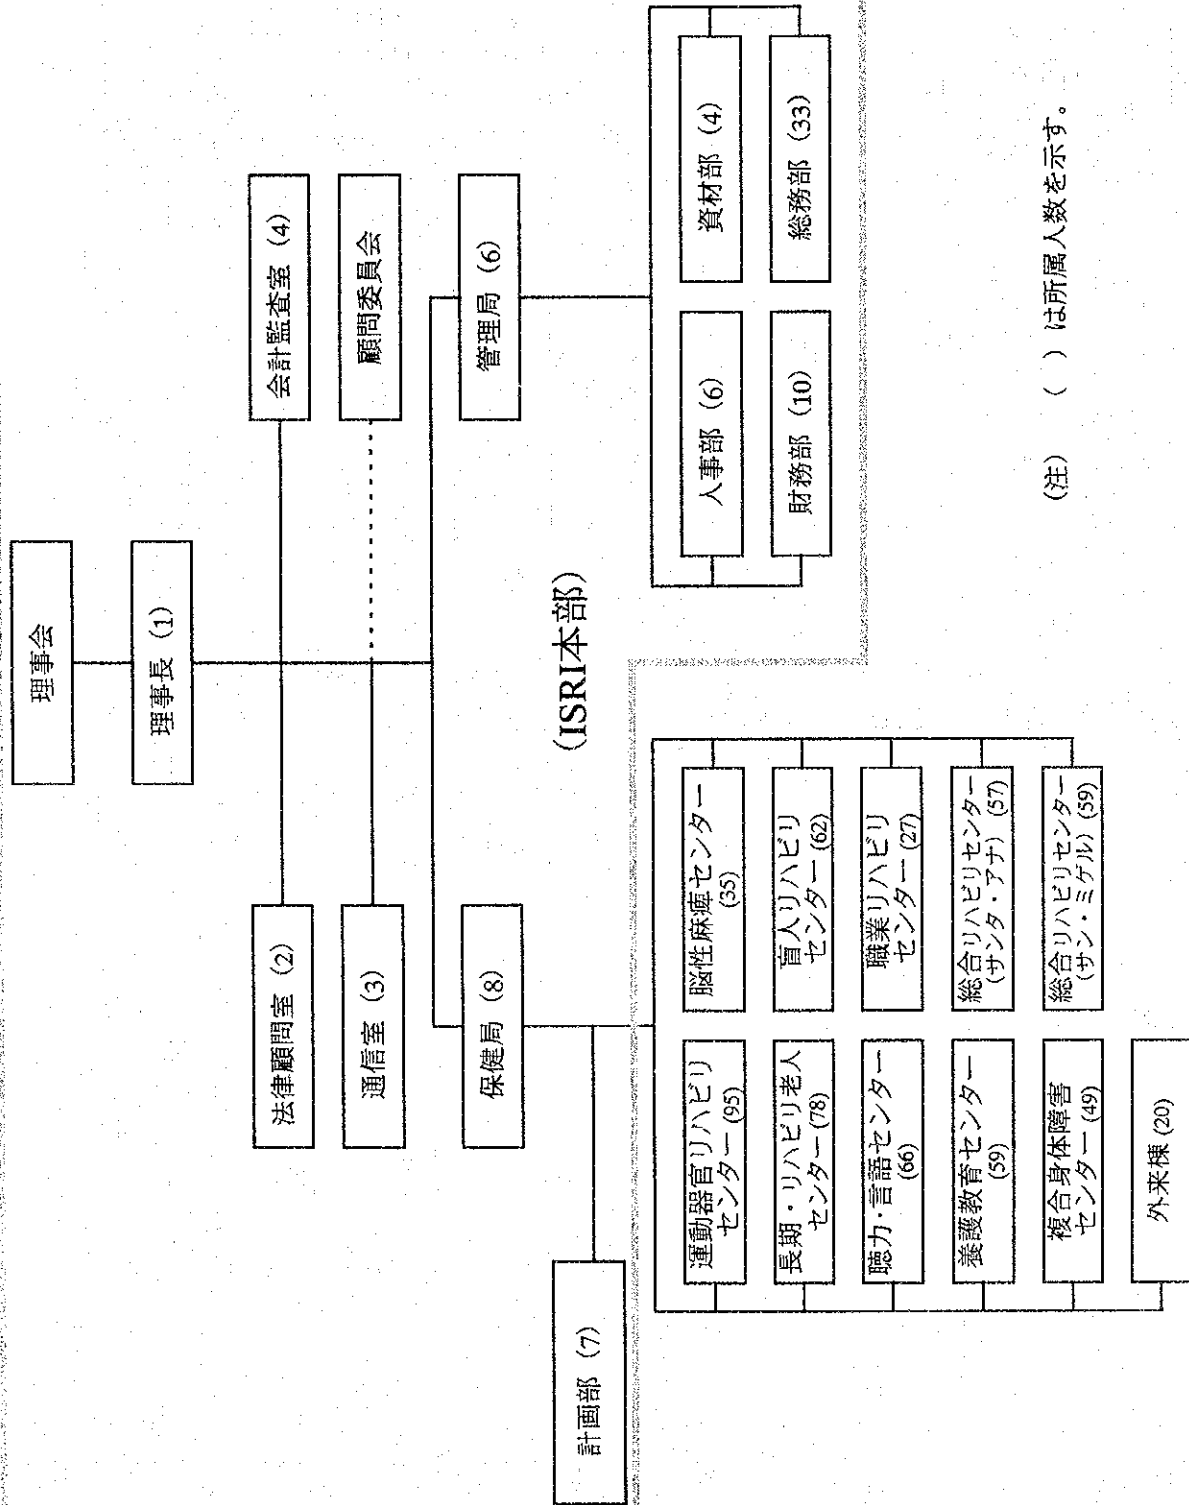 理事会
理事長 (1)
法律顧問室 (2)
会計監査室 (4)
通信室 (3)
顧問委員会
保健局 (8)
管理局 (6)
計画部 (7)
(ISRI本部)
人事部 (6)
資材部 (4)
財務部 (10)
総務部 (33)
運動器官リハビリ
センター (95)
脳性麻痺センター
(35)
長期・リハビリ老人
センター (78)
盲人リハビリ
センター (62)
聴力・言語センター
(66)
職業リハビリ
センター (27)
養護教育センター
(59)
総合リハビリセンター
(サンタ・アナ) (57)
複合身体障害
センター (49)
総合リハビリセンター
(サン・ミゲル) (59)
外来棟 (20)
(注) ( ) は所属人数を示す。